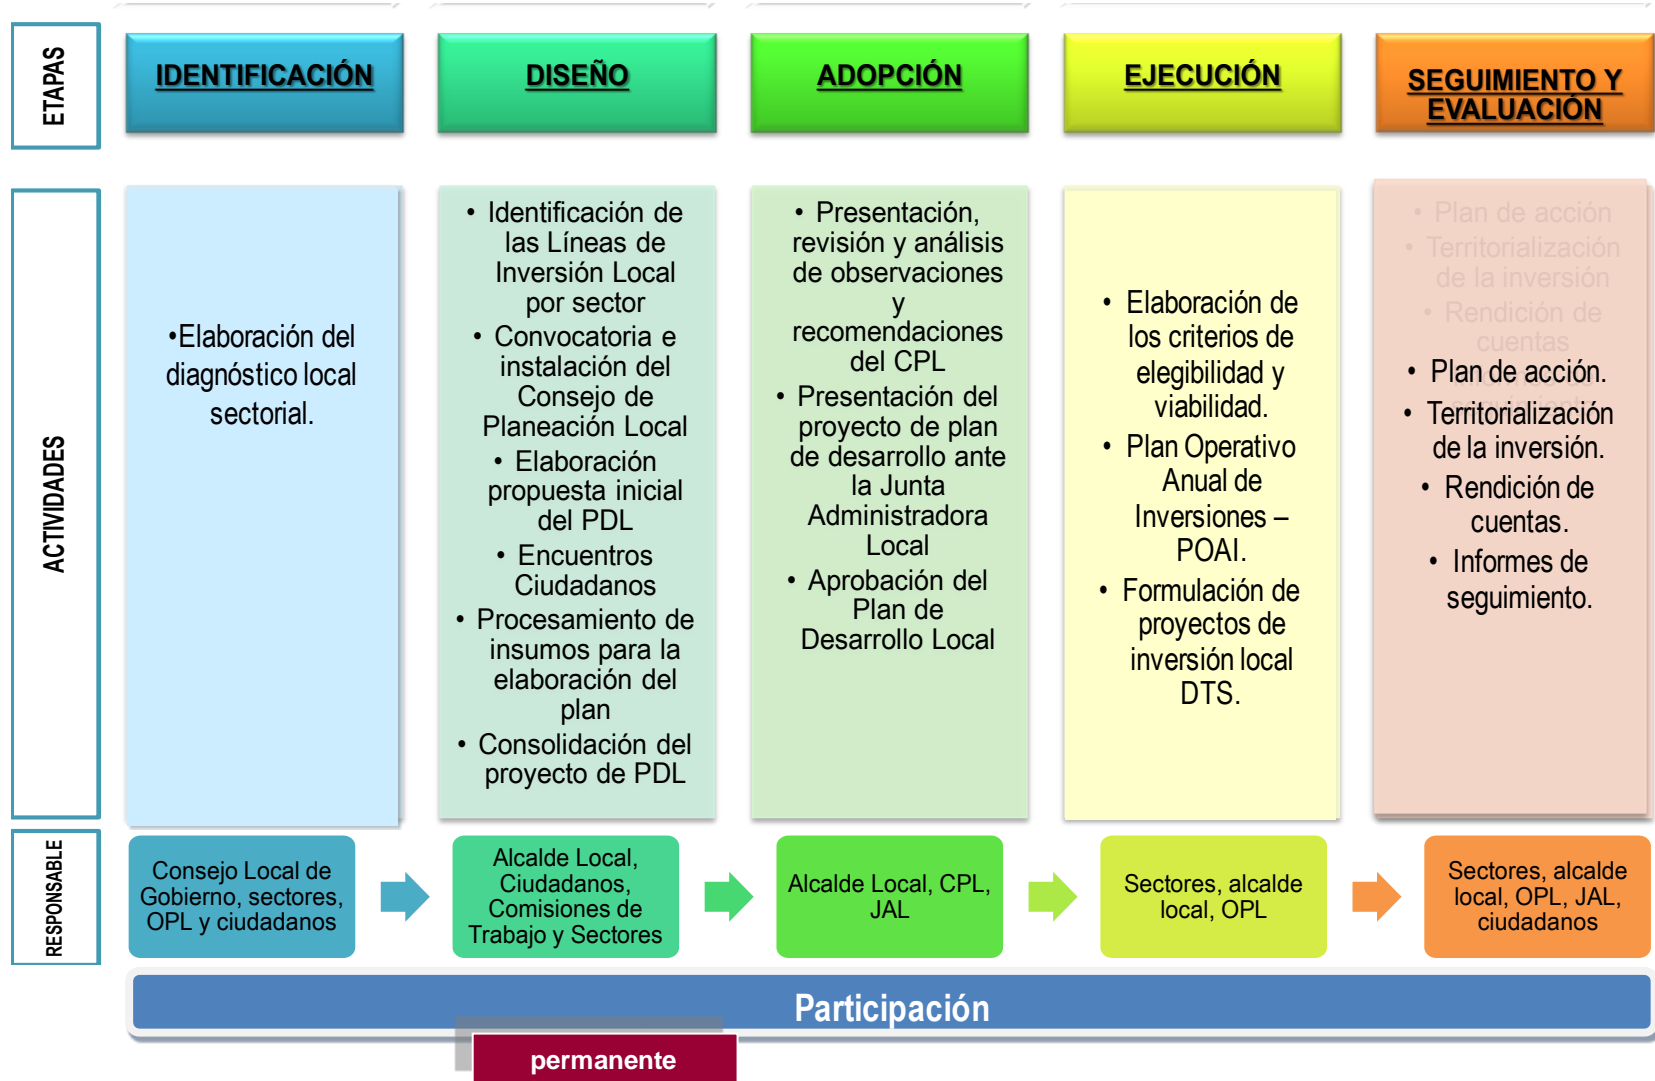 ETAPAS
IDENTIFICACIÓN
DISEÑO
ADOPCIÓN
EJECUCIÓN
SEGUIMIENTO Y
EVALUACIÓN
ACTIVIDADES
•Elaboración del
diagnóstico local
sectorial.
• Identificación de
las Líneas de
Inversión Local
por sector
• Convocatoria e
instalación del
Consejo de
Planeación Local
• Elaboración
propuesta inicial
del PDL
• Encuentros
Ciudadanos
• Procesamiento de
insumos para la
elaboración del
plan
• Consolidación del
proyecto de PDL
• Presentación,
revisión y análisis
de observaciones
y
recomendaciones
del CPL
• Presentación del
proyecto de plan
de desarrollo ante
la Junta
Administradora
Local
• Aprobación del
Plan de
Desarrollo Local
• Elaboración de
los criterios de
elegibilidad y
viabilidad.
• Plan Operativo
Anual de
Inversiones –
POAI.
• Formulación de
proyectos de
inversión local
DTS.
• Plan de acción
• Territorialización
de la inversión
• Rendición de
cuentas
• Plan de acción.
• Territorialización
de la inversión.
• Rendición de
cuentas.
• Informes de
seguimiento.
RESPONSABLE
Consejo Local de
Gobierno, sectores,
OPL y ciudadanos
Alcalde Local,
Ciudadanos,
Comisiones de
Trabajo y Sectores
Alcalde Local, CPL,
JAL
Sectores, alcalde
local, OPL
Sectores, alcalde
local, OPL, JAL,
ciudadanos
Participación
permanente